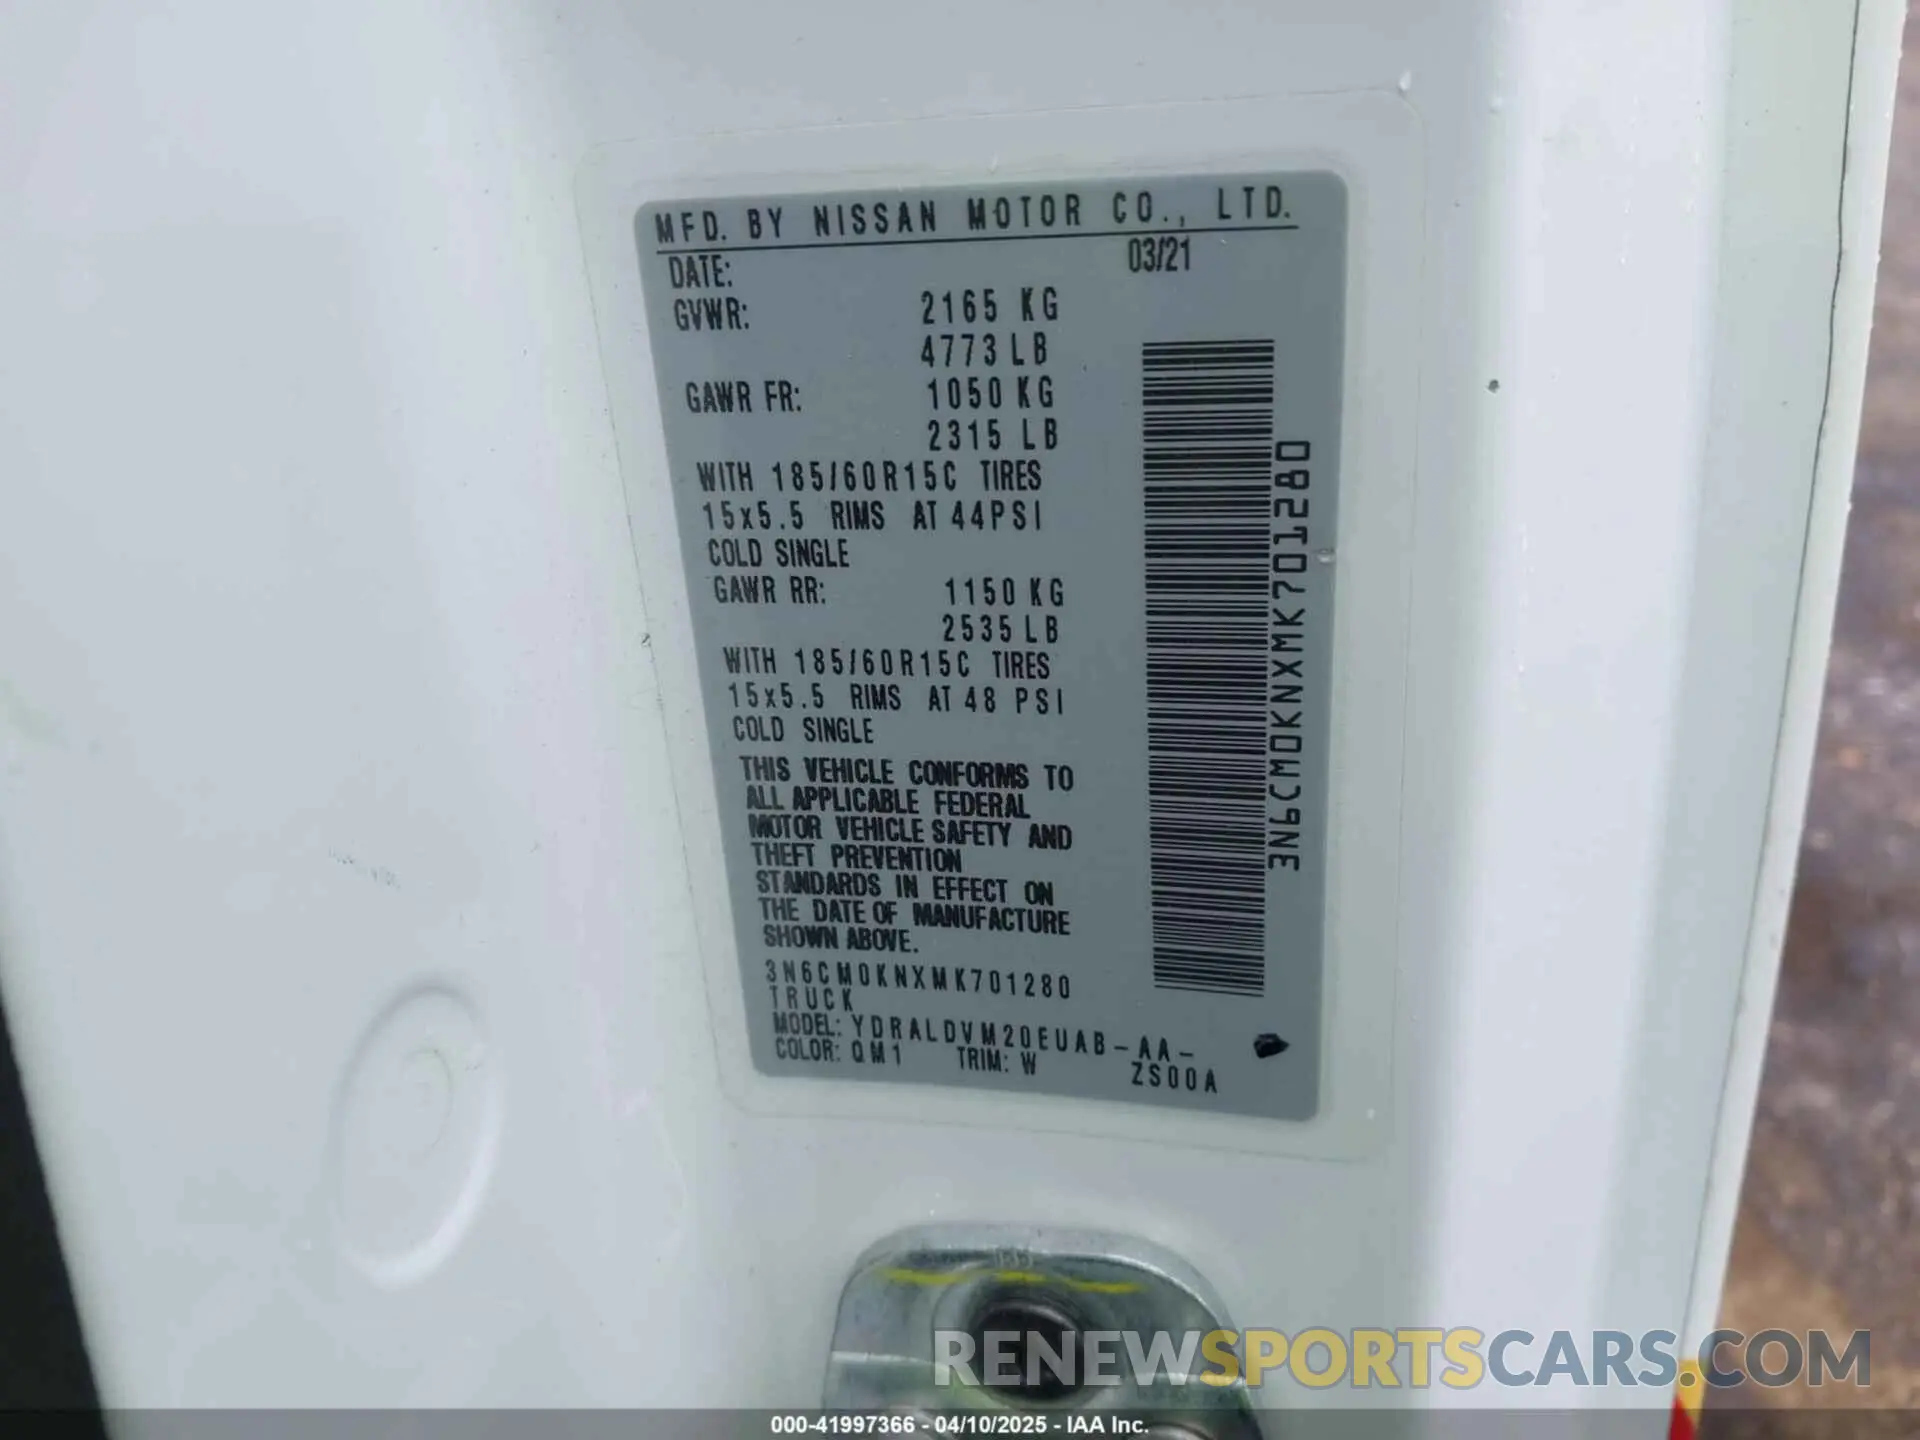 MFD. BY NISSAN MOTOR CO., LTD.
DATE: 03/21
GVWR: 2165 KG
4773 LB
GAWR FR: 1050 KG
2315 LB
WITH 185/60R15C TIRES
15x5.5 RIMS AT 44PSI
COLD SINGLE
GAWR RR: 1150 KG
2535 LB
WITH 185/60R15C TIRES
15x5.5 RIMS AT 48 PSI
COLD SINGLE
THIS VEHICLE CONFORMS TO
ALL APPLICABLE FEDERAL
MOTOR VEHICLE SAFETY AND
THEFT PREVENTION
STANDARDS IN EFFECT ON
THE DATE OF MANUFACTURE
SHOWN ABOVE.
3N6CM0KNXMK701280
TRUCK
MODEL: YDRALDVM20EUAB-AA-
COLOR: QM1 TRIM: W ZS00A
3N6CM0KNXMK701280
RENEWSPORTSCARS.COM
000-41997366 - 04/10/2025 - IAA Inc.